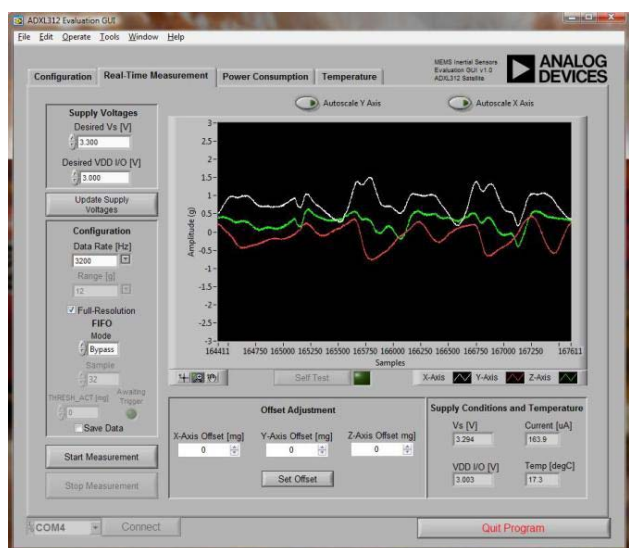 ADXL312 Evaluation GUI
File Edit Operate Tools Window Help
MEMS Inertial Sensors
Evaluation GUI v1.0
ADXL312 Satellite
ANALOG
DEVICES
Configuration Real-Time Measurement Power Consumption Temperature
Supply Voltages
Desired Vs [V]
3.300
Desired VDD I/O [V]
3.000
Update Supply
Voltages
Configuration
Data Rate [Hz]
3200
Range [g]
12
Full-Resolution
FIFO
Mode
Bypass
Sample
32
THRESH_ACT [mg] Awaiting
Trigger
0
Save Data
Start Measurement
Stop Measurement
Autoscale Y Axis Autoscale X Axis
Amplitude (g)
3
2.5
2
1.5
1
0.5
0
-0.5
-1
-1.5
-2
-2.5
-3
164411 164750 165000 165250 165500 165750 166000 166250 166500 166750 167000 167250 167611
Samples
Self Test
X-Axis Y-Axis Z-Axis
Offset Adjustment
X-Axis Offset [mg] Y-Axis Offset [mg] Z-Axis Offset mg]
0 0 0
Set Offset
Supply Conditions and Temperature
Vs [V] Current [uA]
3.294 163.9
VDD I/O [V] Temp [degC]
3.003 17.3
COM4 Connect Quit Program